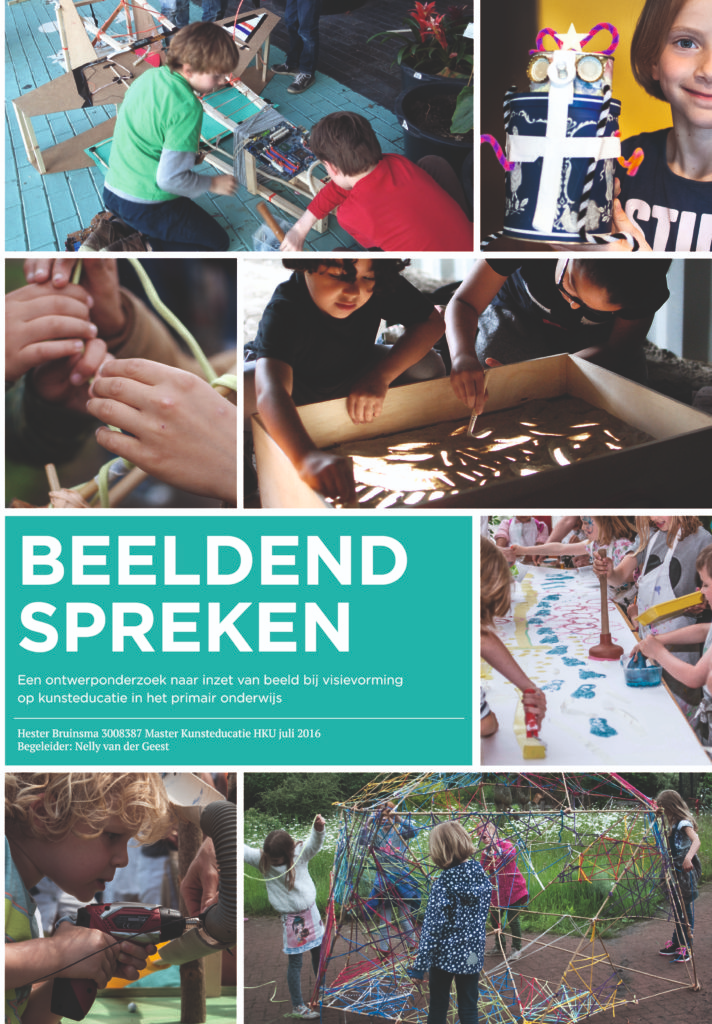 BEELDEND
SPREKEN
Een ontwerponderzoek naar inzet van beeld bij visievorming
op kunsteducatie in het primair onderwijs
Hester Bruinsma 3008387 Master Kunsteducatie HKU juli 2016
Begeleider: Nelly van der Geest